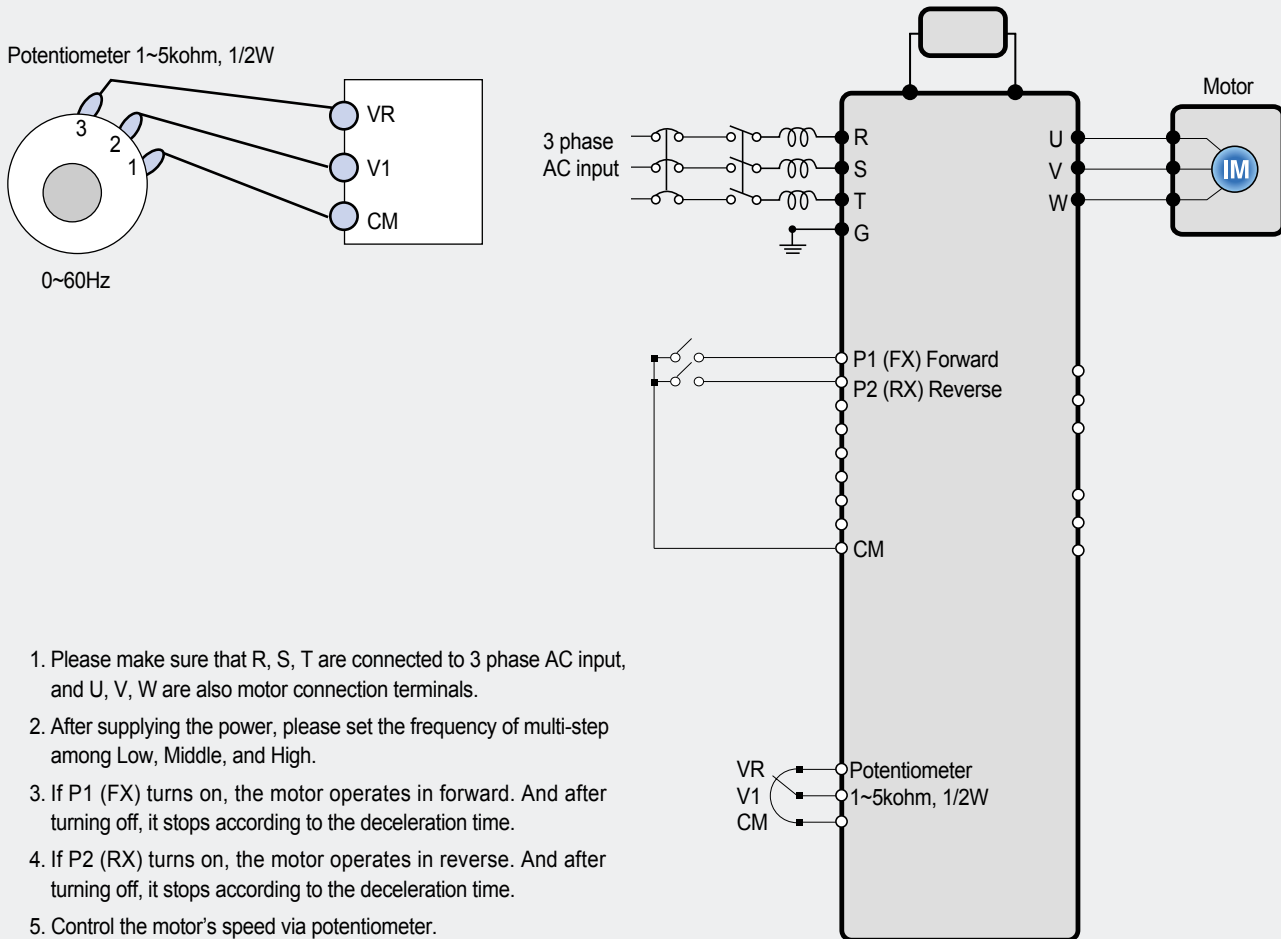 Potentiometer 1~5kohm, 1/2W
3
2
1
VR
V1
CM
0~60Hz
3 phase
AC input
R
S
T
G
U
V
W
Motor
IM
P1 (FX) Forward
P2 (RX) Reverse
CM
VR
V1
CM
Potentiometer
1~5kohm, 1/2W
1. Please make sure that R, S, T are connected to 3 phase AC input,
and U, V, W are also motor connection terminals.
2. After supplying the power, please set the frequency of multi-step
among Low, Middle, and High.
3. If P1 (FX) turns on, the motor operates in forward. And after
turning off, it stops according to the deceleration time.
4. If P2 (RX) turns on, the motor operates in reverse. And after
turning off, it stops according to the deceleration time.
5. Control the motor's speed via potentiometer.